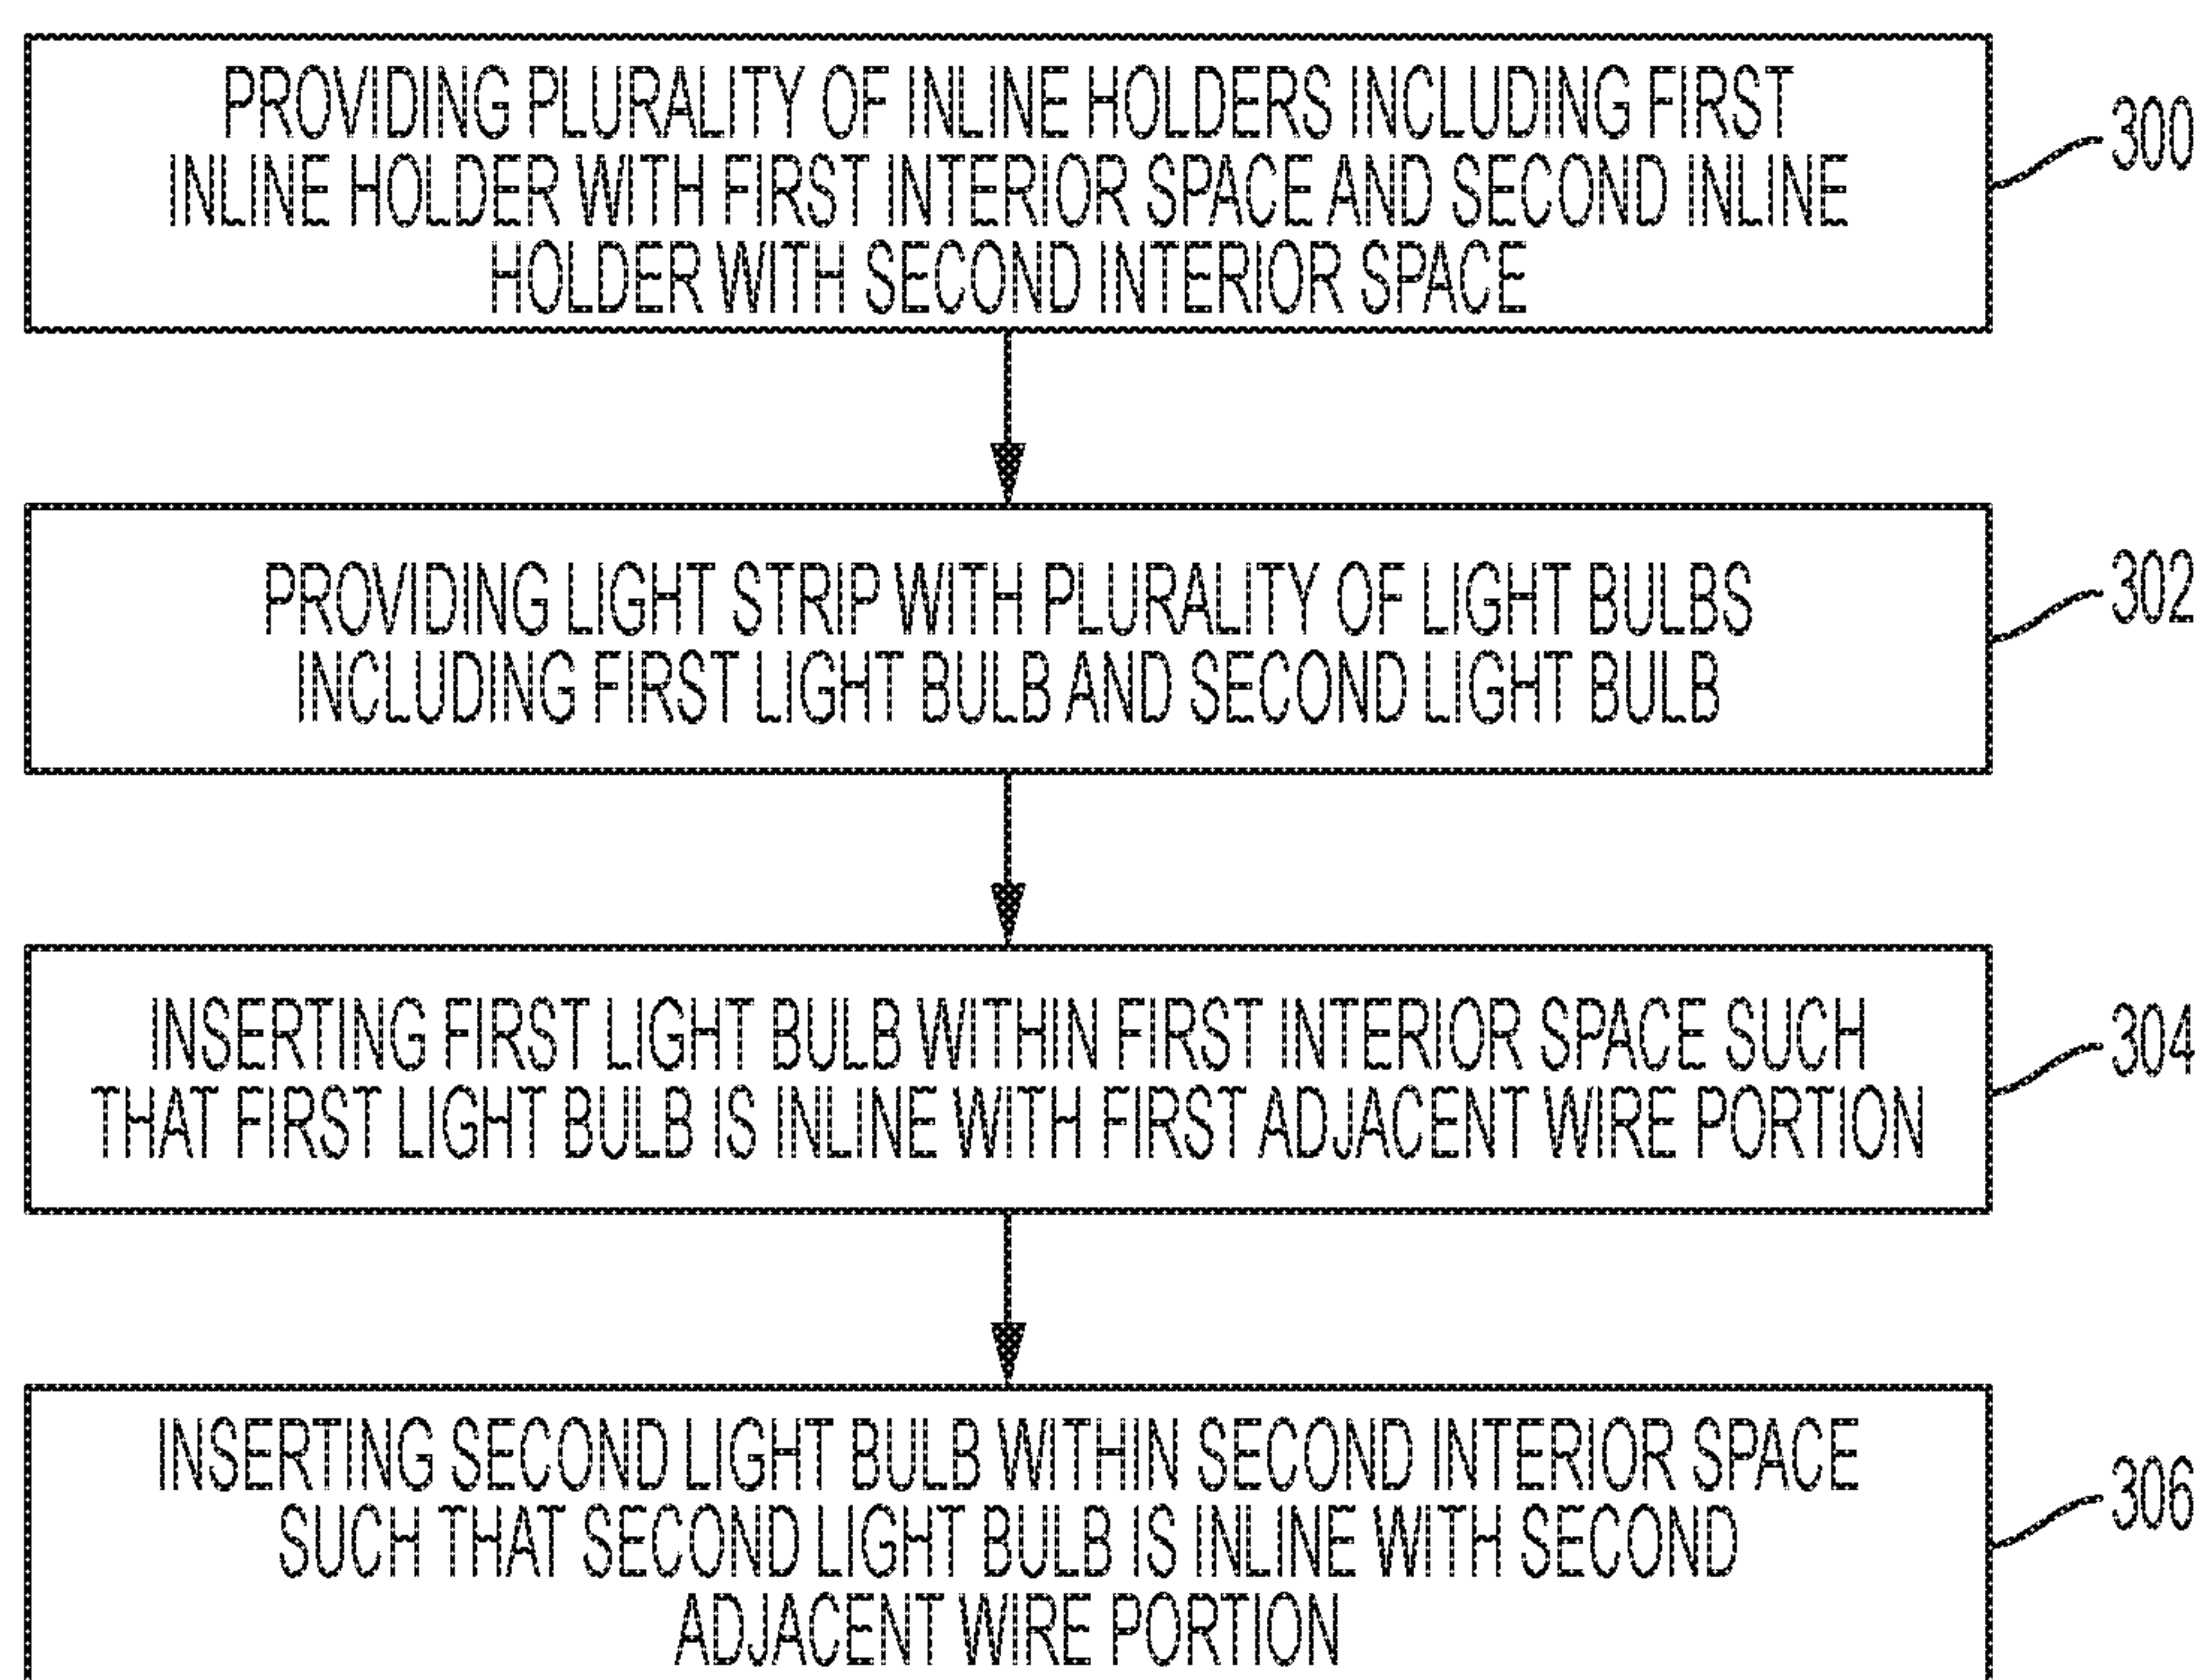 PROVIDING PLURALITY OF INLINE HOLDERS INCLUDING FIRST
INLINE HOLDER WITH FIRST INTERIOR SPACE AND SECOND INLINE
HOLDER WITH SECOND INTERIOR SPACE
300
PROVIDING LIGHT STRIP WITH PLURALITY OF LIGHT BULBS
INCLUDING FIRST LIGHT BULB AND SECOND LIGHT BULB
302
INSERTING FIRST LIGHT BULB WITHIN FIRST INTERIOR SPACE SUCH
THAT FIRST LIGHT BULB IS INLINE WITH FIRST ADJACENT WIRE PORTION
304
INSERTING SECOND LIGHT BULB WITHIN SECOND INTERIOR SPACE
SUCH THAT SECOND LIGHT BULB IS INLINE WITH SECOND
ADJACENT WIRE PORTION
306